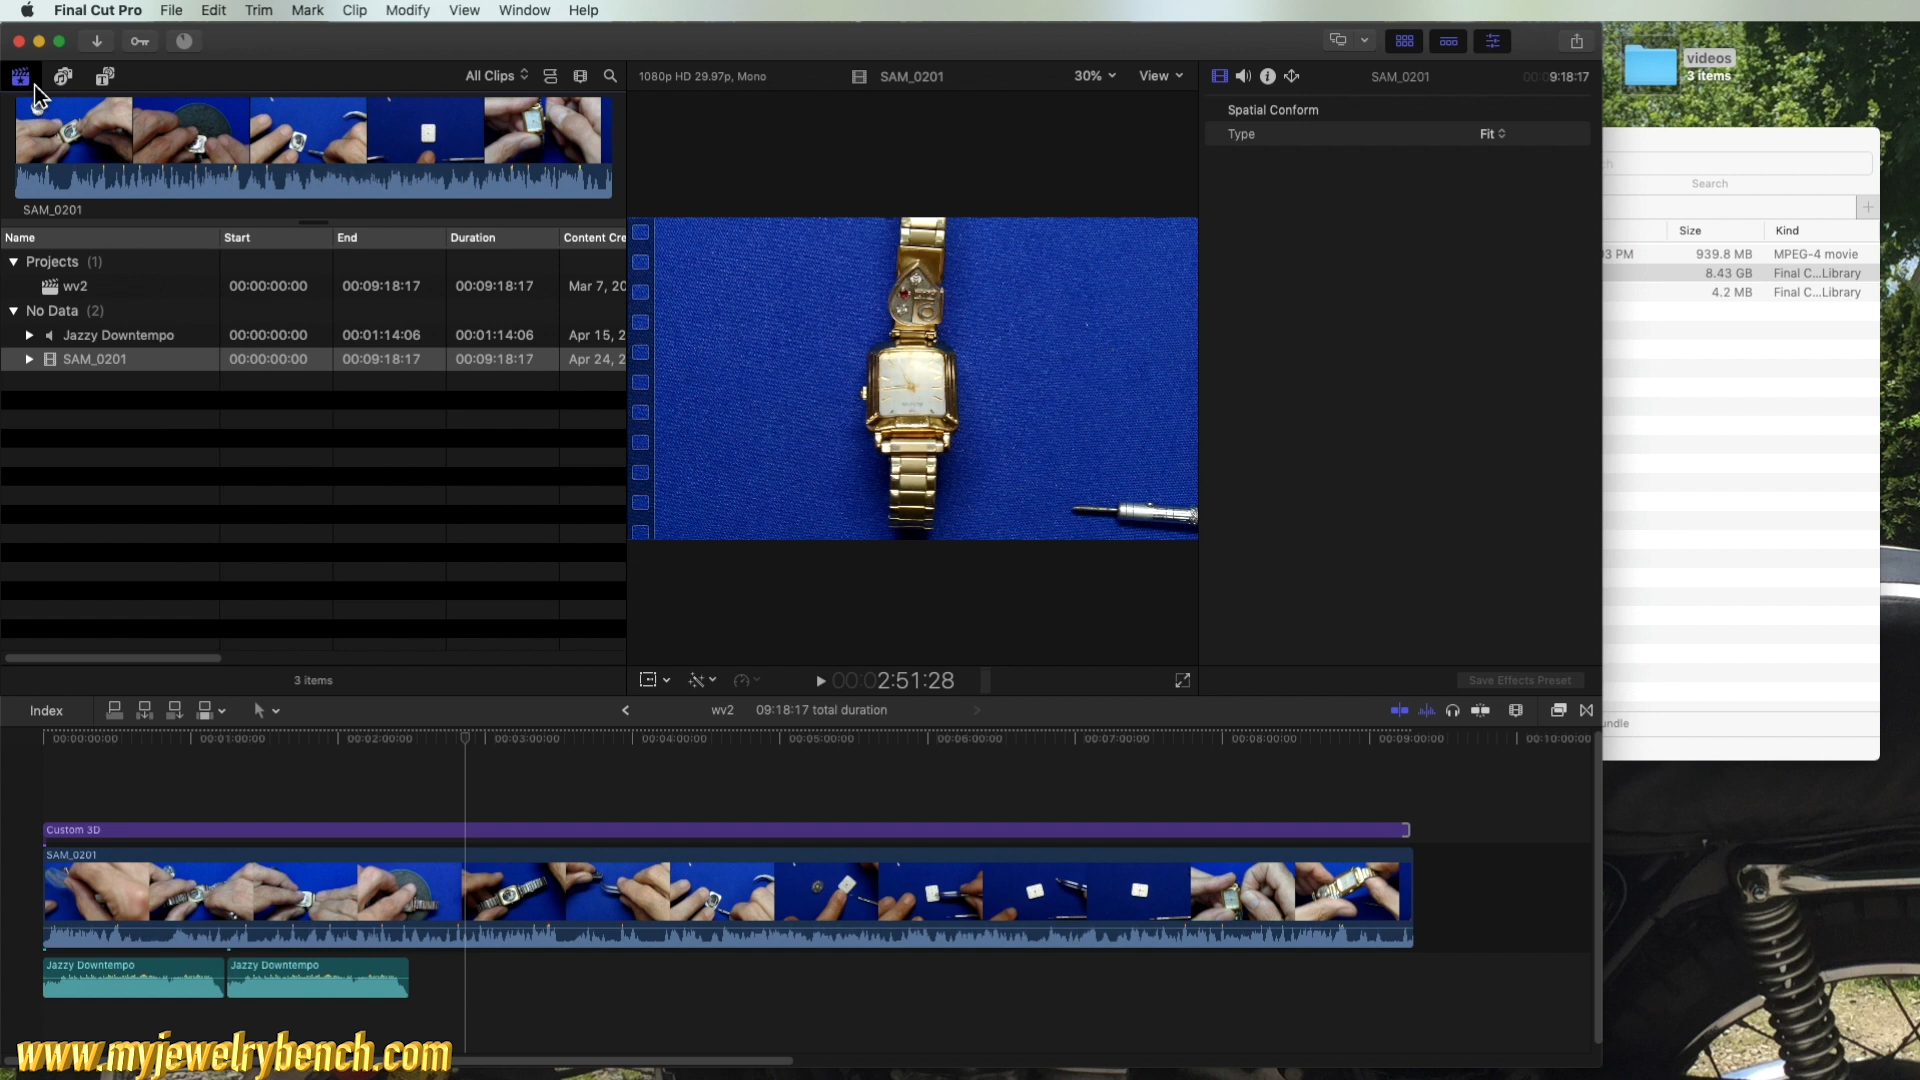 Final Cut Pro File Edit Trim Mark Clip Modify View Window Help
videos
3 items
All Clips
1080p HD 29.97p, Mono
SAM_0201
30%
View
SAM_0201
00:09:18:17
Spatial Conform
Type
Fit
SAM_0201
Name Start End Duration Content Cre
Projects (1)
wv2 00:00:00:00 00:09:18:17 00:09:18:17 Mar 7, 20
No Data (2)
Jazzy Downtempo 00:00:00:00 00:01:14:06 00:01:14:06 Apr 15, 2
SAM_0201 00:00:00:00 00:09:18:17 00:09:18:17 Apr 24, 2
3 items
00:02:51:28
Save Effects Preset
ch
Search
Size Kind
03 PM 939.8 MB MPEG-4 movie
8.43 GB Final C...Library
4.2 MB Final C...Library
undle
Index
wv2
09:18:17 total duration
00:00:00:00 00:01:00:00 00:02:00:00 00:03:00:00 00:04:00:00 00:05:00:00 00:06:00:00 00:07:00:00 00:08:00:00 00:09:00:00 00:10:00:00
Custom 3D
SAM_0201
Jazzy Downtempo Jazzy Downtempo
www.myjewelrybench.com